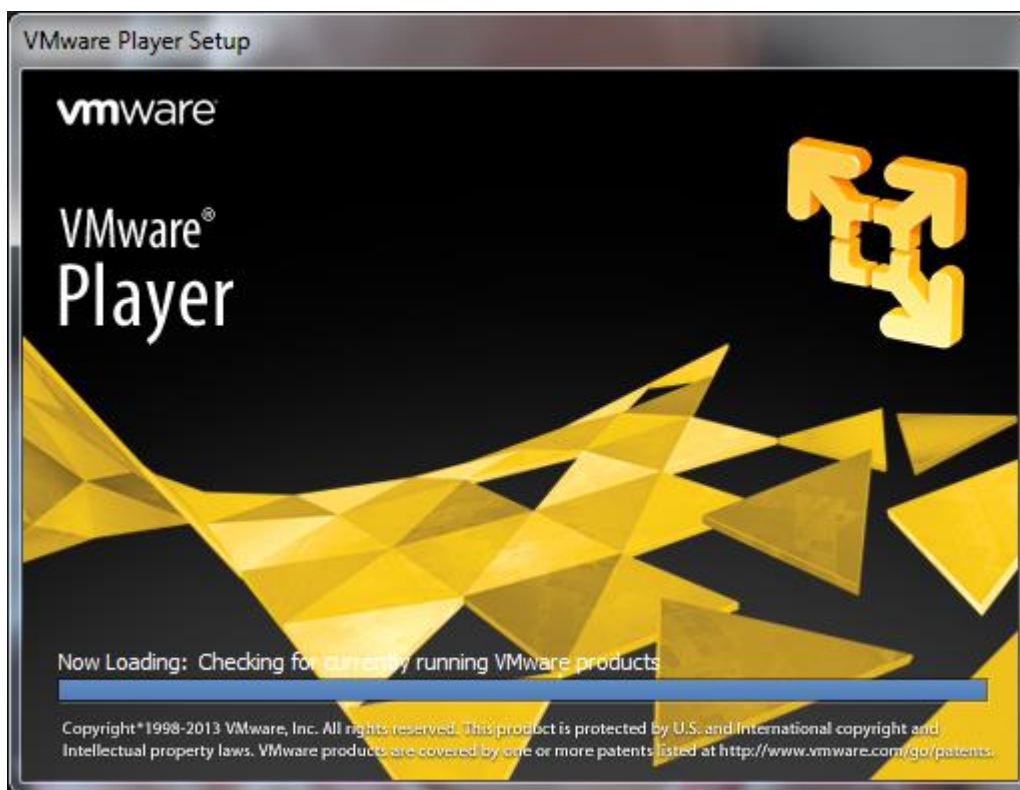 VMware Player Setup
vmware
VMware®
Player
Now Loading: Checking for currently running VMware products
Copyright©1998-2013 VMware, Inc. All rights reserved. This product is protected by U.S. and International copyright and
Intellectual property laws. VMware products are covered by one or more patents listed at http://www.vmware.com/go/patents.